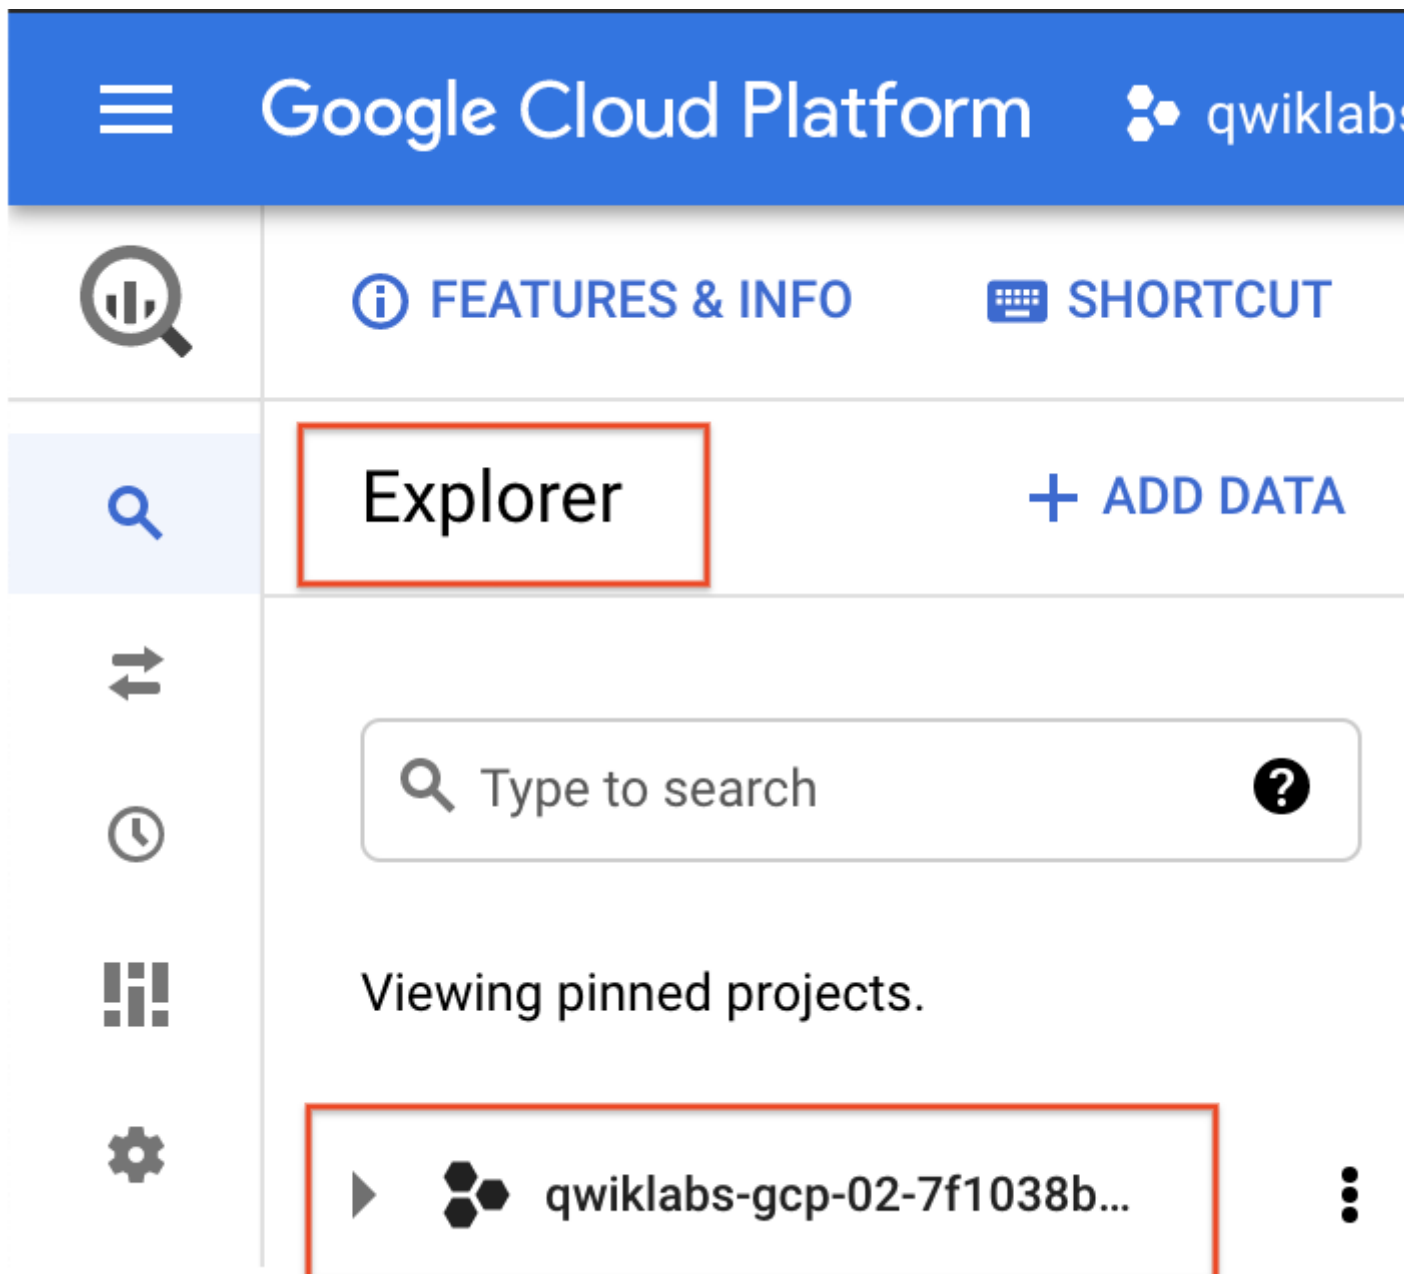 Google Cloud Platform qwiklabs
FEATURES & INFO SHORTCUT
Explorer + ADD DATA
Type to search ?
Viewing pinned projects.
qwiklabs-gcp-02-7f1038b...